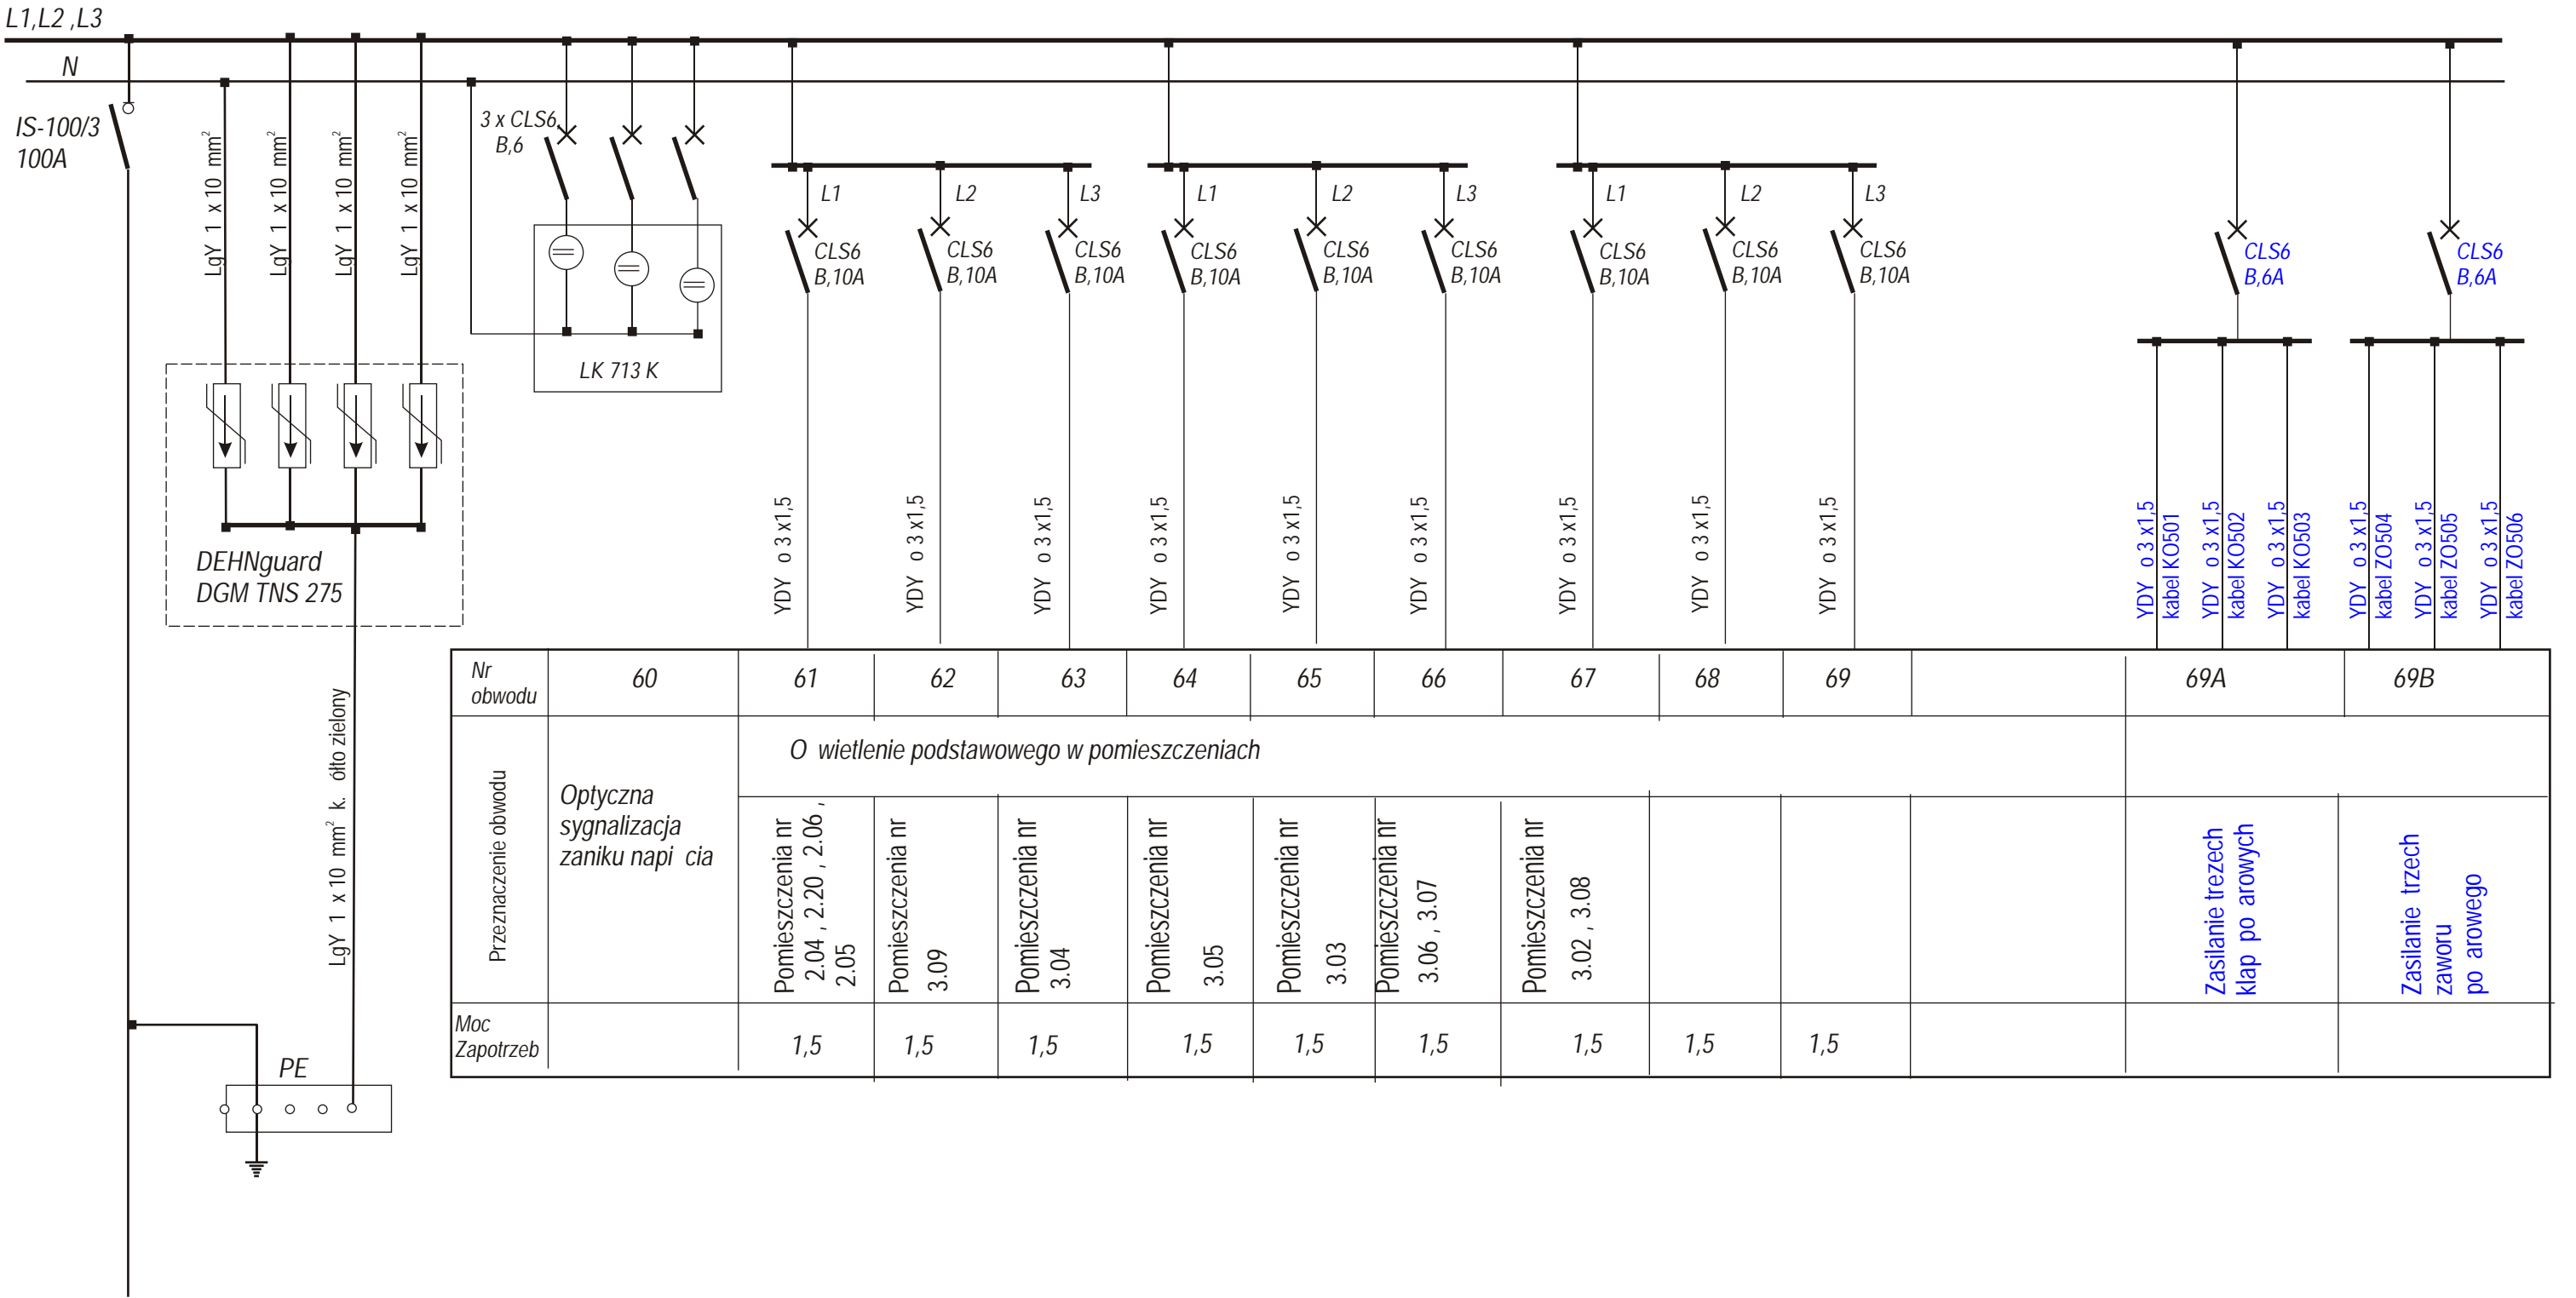 L1,L2 ,L3
N
IS-100/3
100A
LgY 1 x 10 mm²
LgY 1 x 10 mm²
LgY 1 x 10 mm²
LgY 1 x 10 mm²
3 x CLS6,
B,6
LK 713 K
DEHNguard
DGM TNS 275
L1
CLS6
B,10A
L2
CLS6
B,10A
L3
CLS6
B,10A
L1
CLS6
B,10A
L2
CLS6
B,10A
L3
CLS6
B,10A
L1
CLS6
B,10A
L2
CLS6
B,10A
L3
CLS6
B,10A
CLS6
B,6A
CLS6
B,6A
YDY o 3 x1,5
YDY o 3 x1,5
YDY o 3 x1,5
YDY o 3 x1,5
YDY o 3 x1,5
YDY o 3 x1,5
YDY o 3 x1,5
YDY o 3 x1,5
YDY o 3 x1,5
YDY o 3 x1,5
kabel KO501
YDY o 3 x1,5
kabel KO502
YDY o 3 x1,5
kabel KO503
YDY o 3 x1,5
kabel ZO504
YDY o 3 x1,5
kabel ZO505
YDY o 3 x1,5
kabel ZO506
LgY 1 x 10 mm² k. ółto zielony
PE
Nr
obwodu
60
61
62
63
64
65
66
67
68
69
69A
69B
Przeznaczenie obwodu
Optyczna
sygnalizacja
zaniku napi cia
O wietlenie podstawowego w pomieszczeniach
Pomieszczenia nr
2.04 , 2.20 , 2.06 ,
2.05
Pomieszczenia nr
3.09
Pomieszczenia nr
3.04
Pomieszczenia nr
3.05
Pomieszczenia nr
3.03
Pomieszczenia nr
3.06 , 3.07
Pomieszczenia nr
3.02 , 3.08
Zasilanie trezech
klap po arowych
Zasilanie trzech
zaworu
po arowego
Moc
Zapotrzeb
1,5
1,5
1,5
1,5
1,5
1,5
1,5
1,5
1,5